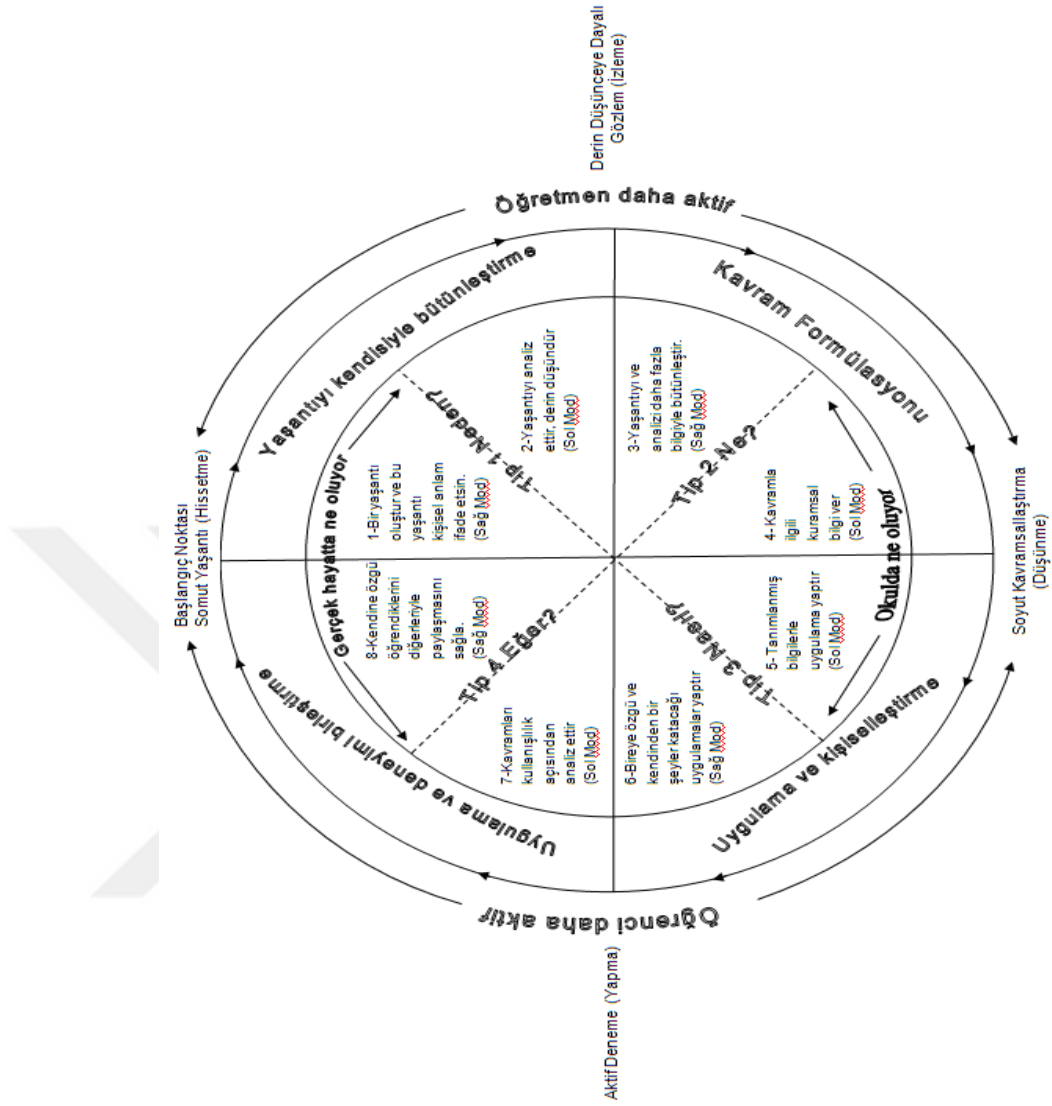 Başlangıç Noktası
Somut Yaşantı (Hissetme)
Derin Düşünceye Dayalı
Gözlem (İzleme)
Soyut Kavramsallaştırma
(Düşünme)
Aktif Deneme (Yapma)
Öğretmen daha aktif
Öğrenci daha aktif
Yaşantıyı kendisiyle bütünleştirme
Kavram Formülasyonu
Uygulama ve kişiselleştirme
Uygulama ve deneyimi birleştirme
Gerçek hayatta ne oluyor
Okulda ne oluyor
Tip 1 Neden?
Tip 2 Ne?
Tip 3 Nasıl?
Tip 4 Eğer?
1-Bir yaşantı
oluştur ve bu
yaşantı
kişisel anlam
ifade etsin.
(Sağ Mod)
2-Yaşantıyı analiz
ettir, derin düşündür
(Sol Mod)
3-Yaşantıyı ve
analizi daha fazla
bilgiyle bütünleştir.
(Sağ Mod)
4- Kavramla
ilgili
kuramsal
bilgi ver
(Sol Mod)
5- Tanımlanmış
bilgilerle
uygulama yaptır
(Sol Mod)
6-Bireye özgü ve
kendinden bir
şeyler katacağı
uygulamalar yaptır
(Sağ Mod)
7-Kavramları
kullanışlılık
açısından
analiz ettir
(Sol Mod)
8-Kendine özgü
öğrendiklerini
diğerleriyle
paylaşmasını
sağla.
(Sağ Mod)